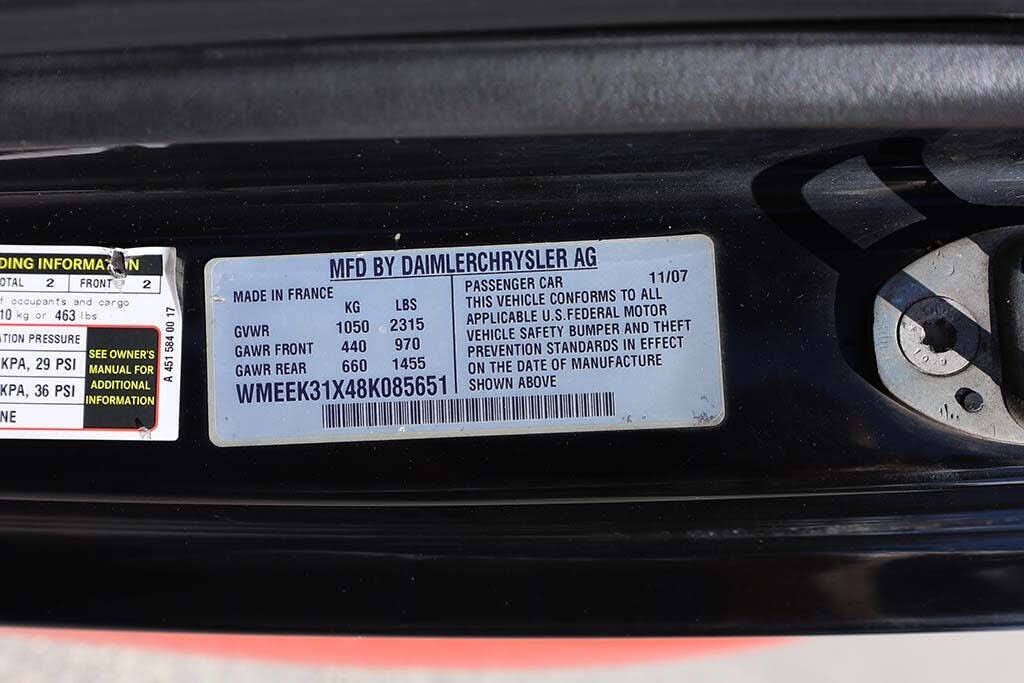 DING INFORMATION
OTAL 2 FRONT 2
f occupants and cargo
10 kg or 463 lbs
ATION PRESSURE
KPA, 29 PSI
KPA, 36 PSI
NE
SEE OWNER'S
MANUAL FOR
ADDITIONAL
INFORMATION
A 451 584 00 17
MFD BY DAIMLERCHRYSLER AG
MADE IN FRANCE
KG LBS
GVWR 1050 2315
GAWR FRONT 440 970
GAWR REAR 660 1455
WMEEK31X48K085651
PASSENGER CAR 11/07
THIS VEHICLE CONFORMS TO ALL
APPLICABLE U.S.FEDERAL MOTOR
VEHICLE SAFETY BUMPER AND THEFT
PREVENTION STANDARDS IN EFFECT
ON THE DATE OF MANUFACTURE
SHOWN ABOVE